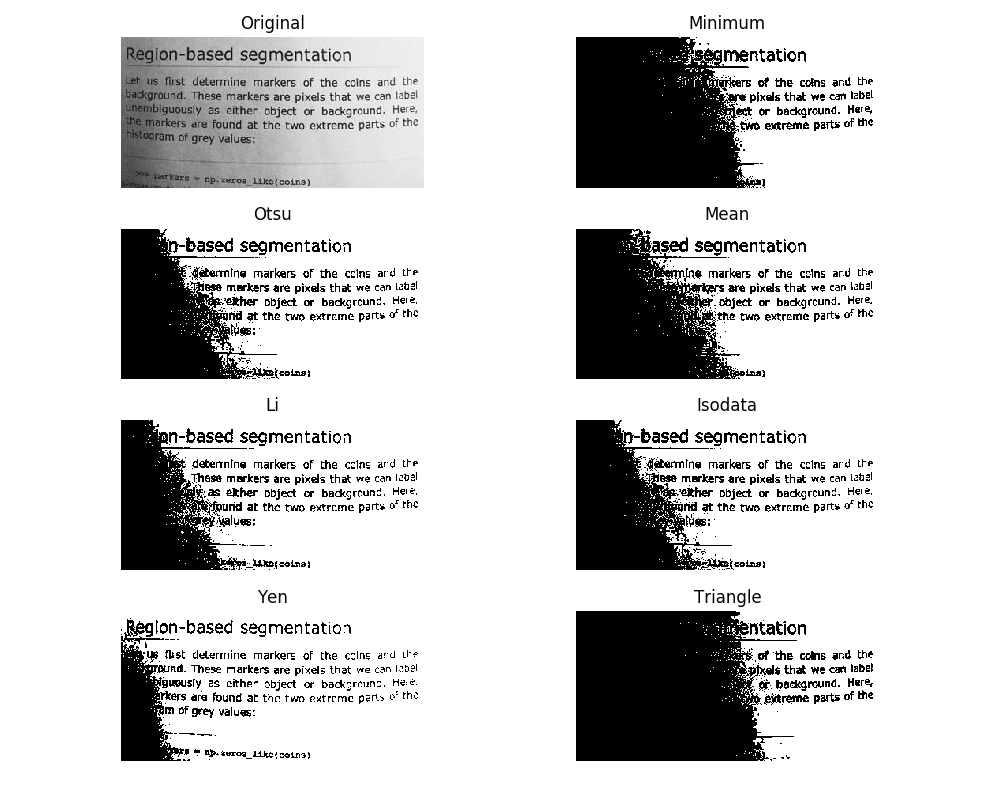 Original
Region-based segmentation
Let us first determine markers of the coins and the
background. These markers are pixels that we can label
unambiguously as either object or background. Here,
the markers are found at the two extreme parts of the
histogram of grey values:
>>> markers = np.zeros_like(coins)
Minimum
segmentation
markers of the coins and the
are pixels that we can label
object or background. Here,
two extreme parts of the
Otsu
-based segmentation
determine markers of the coins and the
These markers are pixels that we can label
either object or background. Here,
found at the two extreme parts of the
values:
like(coins)
Mean
based segmentation
determine markers of the coins and the
markers are pixels that we can label
either object or background. Here,
at the two extreme parts of the
Li
on-based segmentation
determine markers of the coins and the
These markers are pixels that we can label
as either object or background. Here,
are found at the two extreme parts of the
grey values:
zeros_like(coins)
Isodata
n-based segmentation
determine markers of the coins and the
These markers are pixels that we can label
as either object or background. Here,
found at the two extreme parts of the
values:
like(coins)
Yen
Region-based segmentation
us first determine markers of the coins and the
ground. These markers are pixels that we can label
biguously as either object or background. Here,
markers are found at the two extreme parts of the
ram of grey values:
= np.zeros_like(coins)
Triangle
mentation
of the coins and the
pixels that we can label
or background. Here,
two extreme parts of the